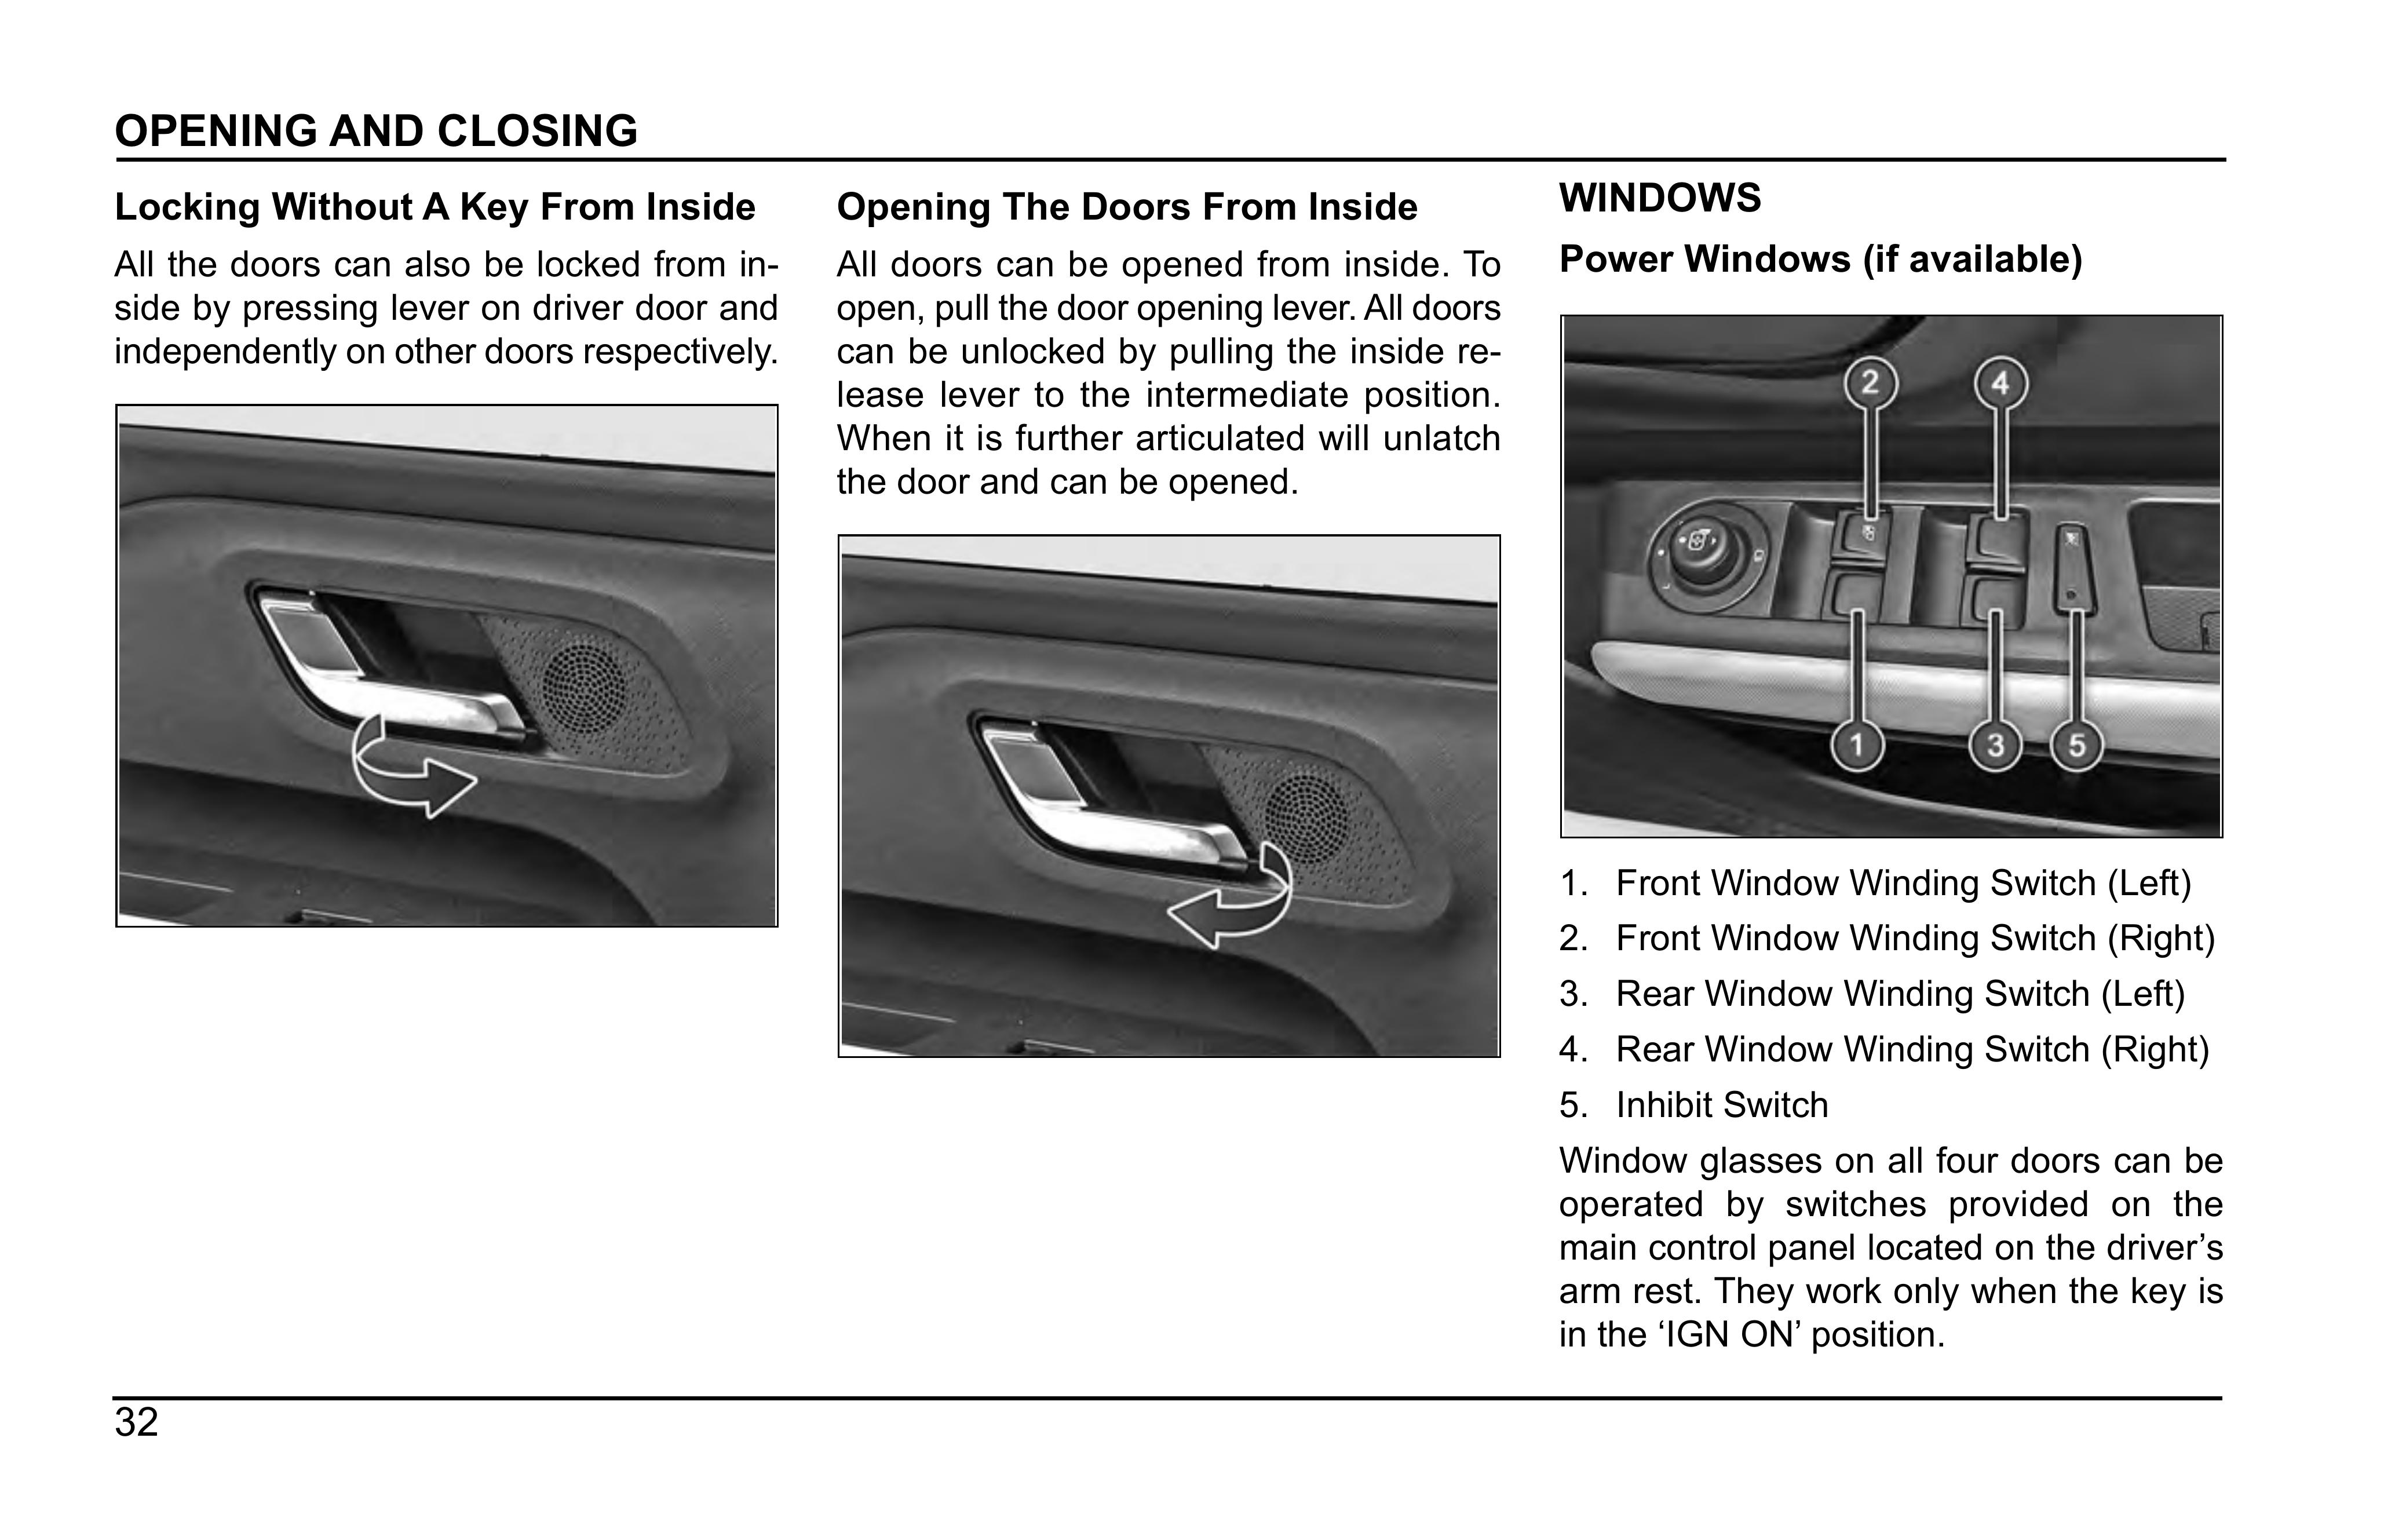 OPENING AND CLOSING
Locking Without A Key From Inside
All the doors can also be locked from in-
side by pressing lever on driver door and
independently on other doors respectively.
Opening The Doors From Inside
All doors can be opened from inside. To
open, pull the door opening lever. All doors
can be unlocked by pulling the inside re-
lease lever to the intermediate position.
When it is further articulated will unlatch
the door and can be opened.
WINDOWS
Power Windows (if available)
2 4
1 3 5
1. Front Window Winding Switch (Left)
2. Front Window Winding Switch (Right)
3. Rear Window Winding Switch (Left)
4. Rear Window Winding Switch (Right)
5. Inhibit Switch
Window glasses on all four doors can be
operated by switches provided on the
main control panel located on the driver’s
arm rest. They work only when the key is
in the ‘IGN ON’ position.
32